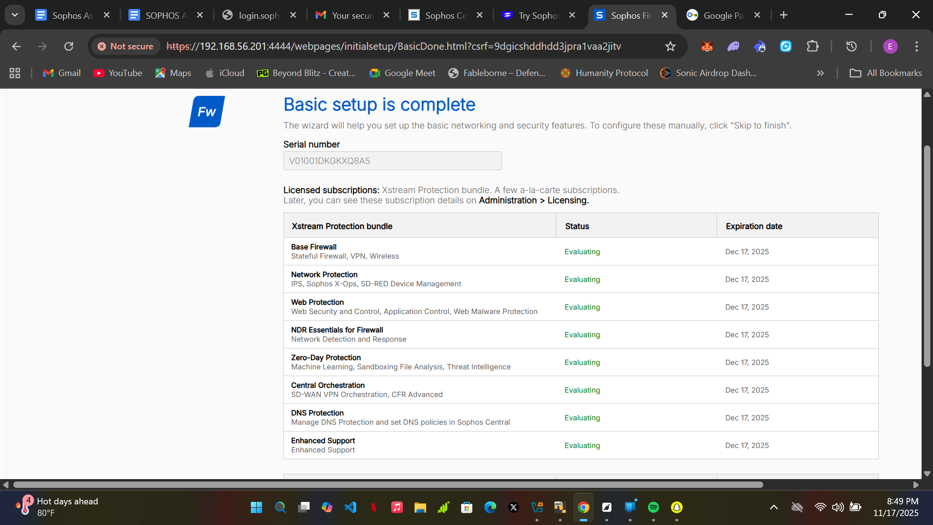 Sophos As
SOPHOS A
login.soph
Your securi
Sophos Ce
Try Sopho
Sophos Fi
Google Pa
Not secure
https://192.168.56.201:4444/webpages/initialsetup/BasicDone.html?csrf=9dgicshddhdd3jpra1vaa2jitv
E
Gmail
YouTube
Maps
iCloud
Beyond Blitz - Creat...
Google Meet
Fableborne – Defen...
Humanity Protocol
Sonic Airdrop Dash...
All Bookmarks
Fw
Basic setup is complete
The wizard will help you set up the basic networking and security features. To configure these manually, click "Skip to finish".
Serial number
V01001DKGKXQ8A5
Licensed subscriptions: Xstream Protection bundle. A few a-la-carte subscriptions.
Later, you can see these subscription details on Administration > Licensing.
Xstream Protection bundle Status Expiration date
Base Firewall
Stateful Firewall, VPN, Wireless
Evaluating Dec 17, 2025
Network Protection
IPS, Sophos X-Ops, SD-RED Device Management
Evaluating Dec 17, 2025
Web Protection
Web Security and Control, Application Control, Web Malware Protection
Evaluating Dec 17, 2025
NDR Essentials for Firewall
Network Detection and Response
Evaluating Dec 17, 2025
Zero-Day Protection
Machine Learning, Sandboxing File Analysis, Threat Intelligence
Evaluating Dec 17, 2025
Central Orchestration
SD-WAN VPN Orchestration, CFR Advanced
Evaluating Dec 17, 2025
DNS Protection
Manage DNS Protection and set DNS policies in Sophos Central
Evaluating Dec 17, 2025
Enhanced Support
Enhanced Support
Evaluating Dec 17, 2025
4
Hot days ahead
80°F
8:49 PM
11/17/2025